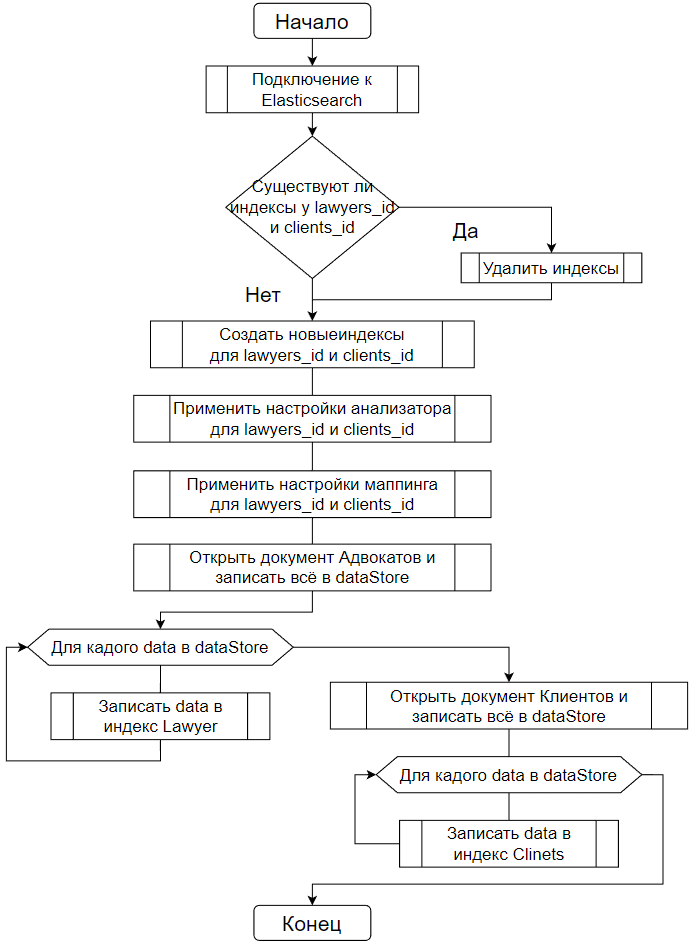 Начало
Подключение к
Elasticsearch
Существуют ли
индексы у lawyers_id
и clients_id
Да
Удалить индексы
Нет
Создать новыеиндексы
для lawyers_id и clients_id
Применить настройки анализатора
для lawyers_id и clients_id
Применить настройки маппинга
для lawyers_id и clients_id
Открыть документ Адвокатов и
записать всё в dataStore
Для кадого data в dataStore
Записать data в
индекс Lawyer
Открыть документ Клиентов и
записать всё в dataStore
Для кадого data в dataStore
Записать data в
индекс Clinets
Конец